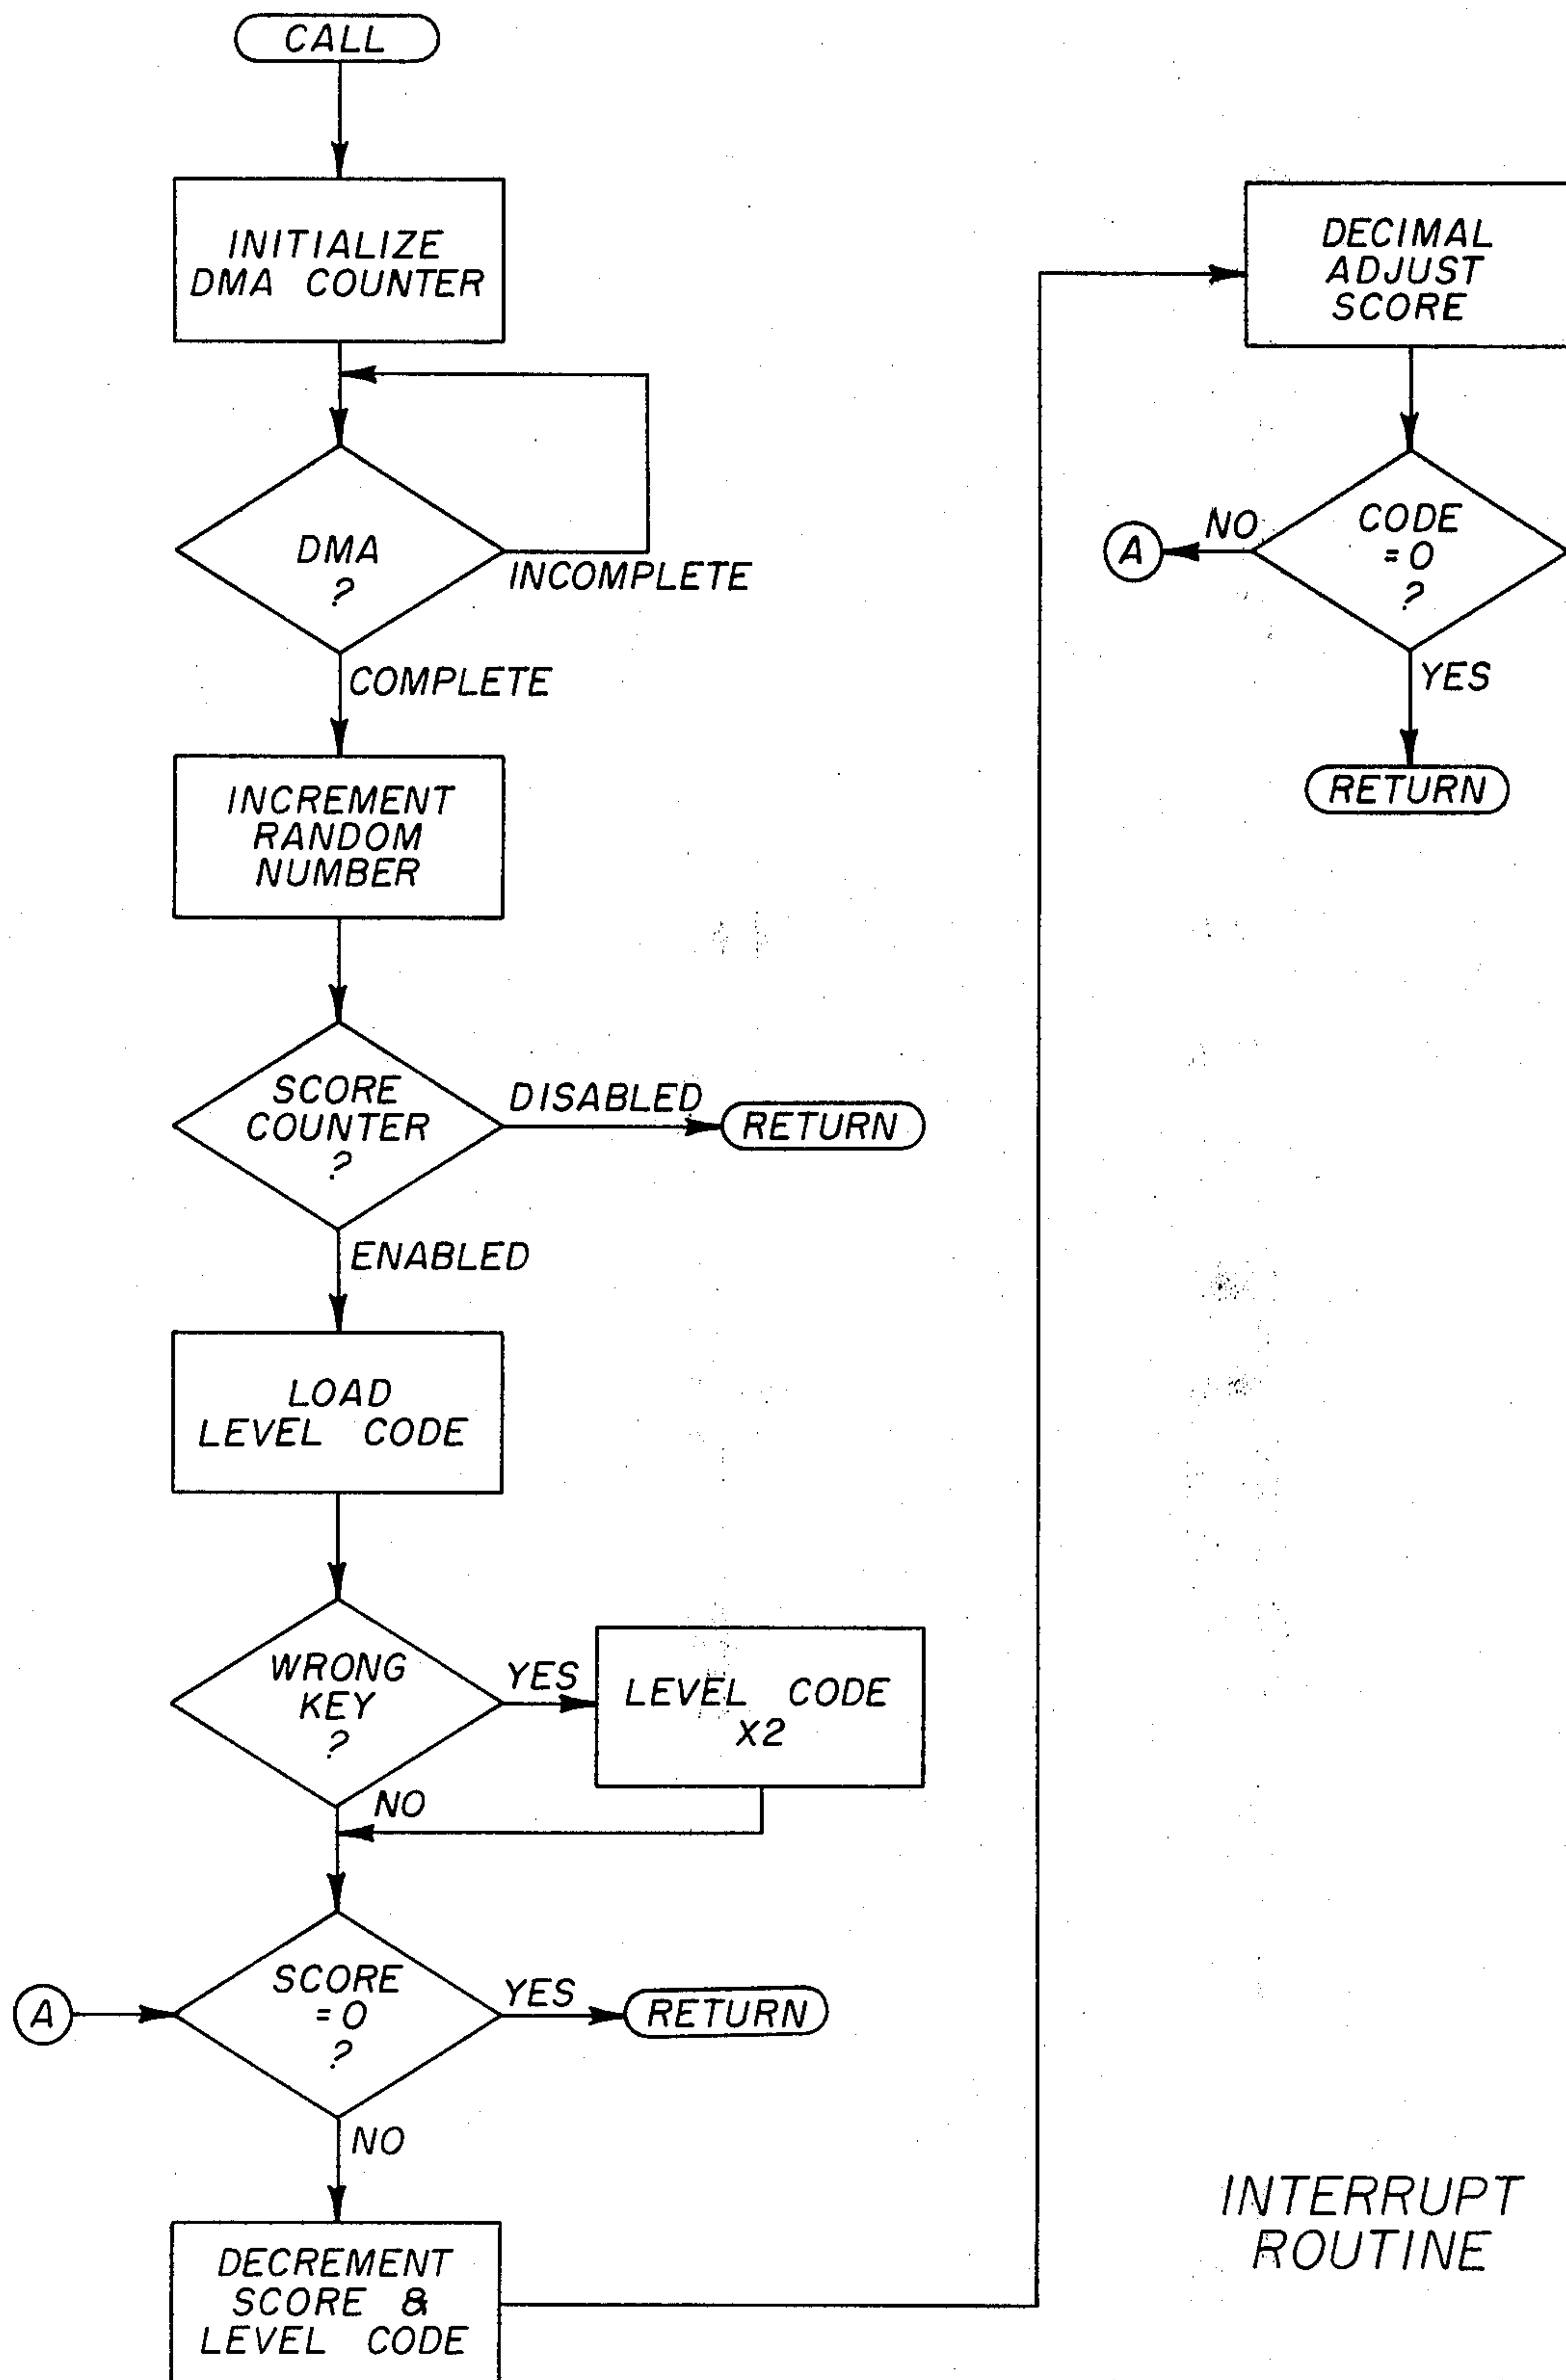 CALL
INITIALIZE
DMA COUNTER
DMA
?
INCOMPLETE
COMPLETE
INCREMENT
RANDOM
NUMBER
SCORE
COUNTER
?
DISABLED
RETURN
ENABLED
LOAD
LEVEL CODE
WRONG
KEY
?
YES
LEVEL CODE
X2
NO
A
SCORE
=0
?
YES
RETURN
NO
DECREMENT
SCORE &
LEVEL CODE
DECIMAL
ADJUST
SCORE
CODE
=0
?
NO
A
YES
RETURN
INTERRUPT
ROUTINE